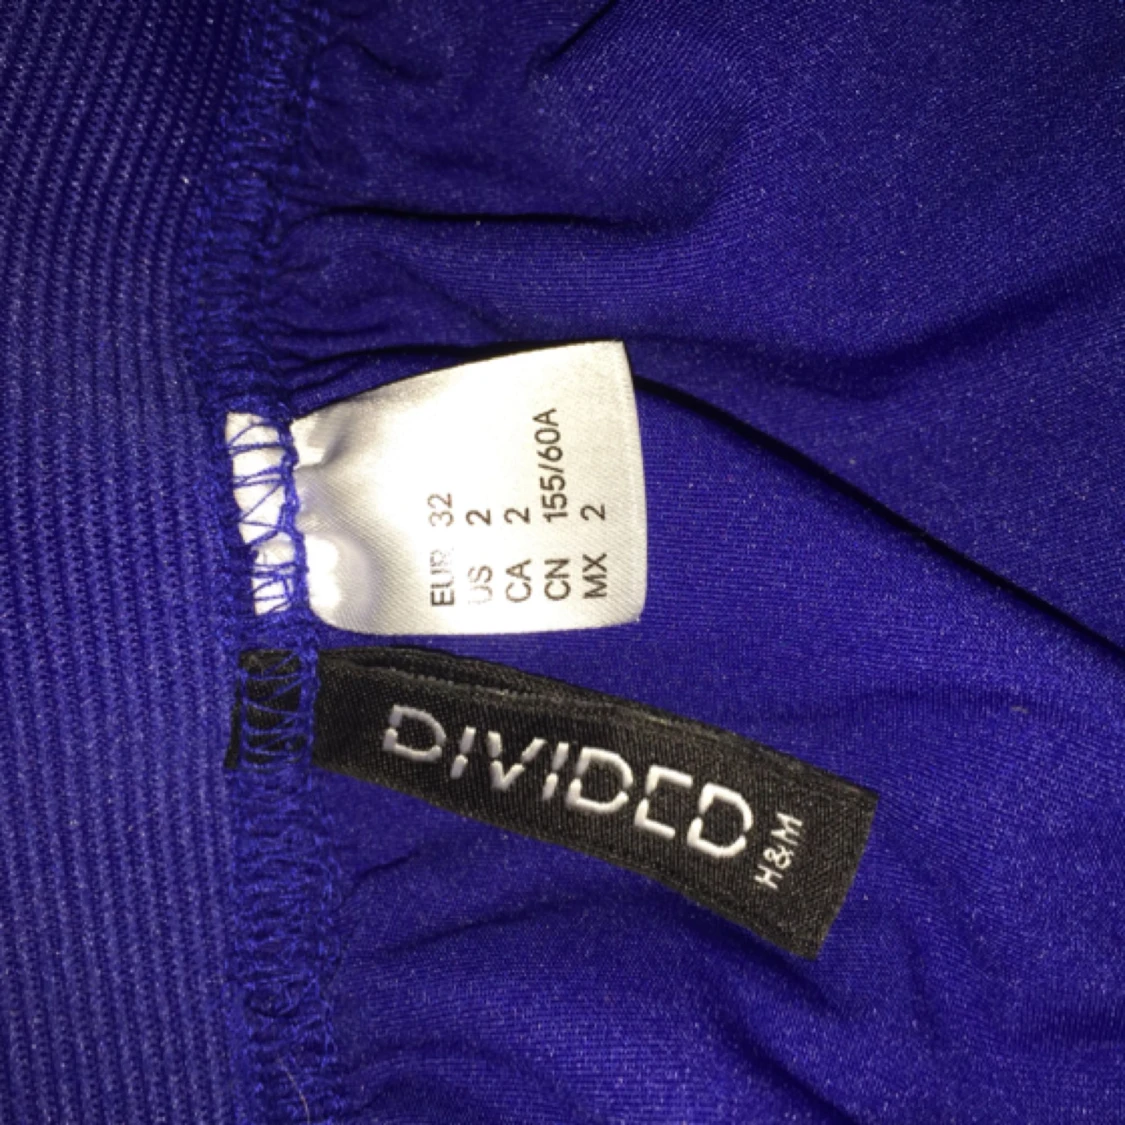 EUR 32
US 2
CA 2
CN 155/60A
MX 2
DIVIDED
H&M